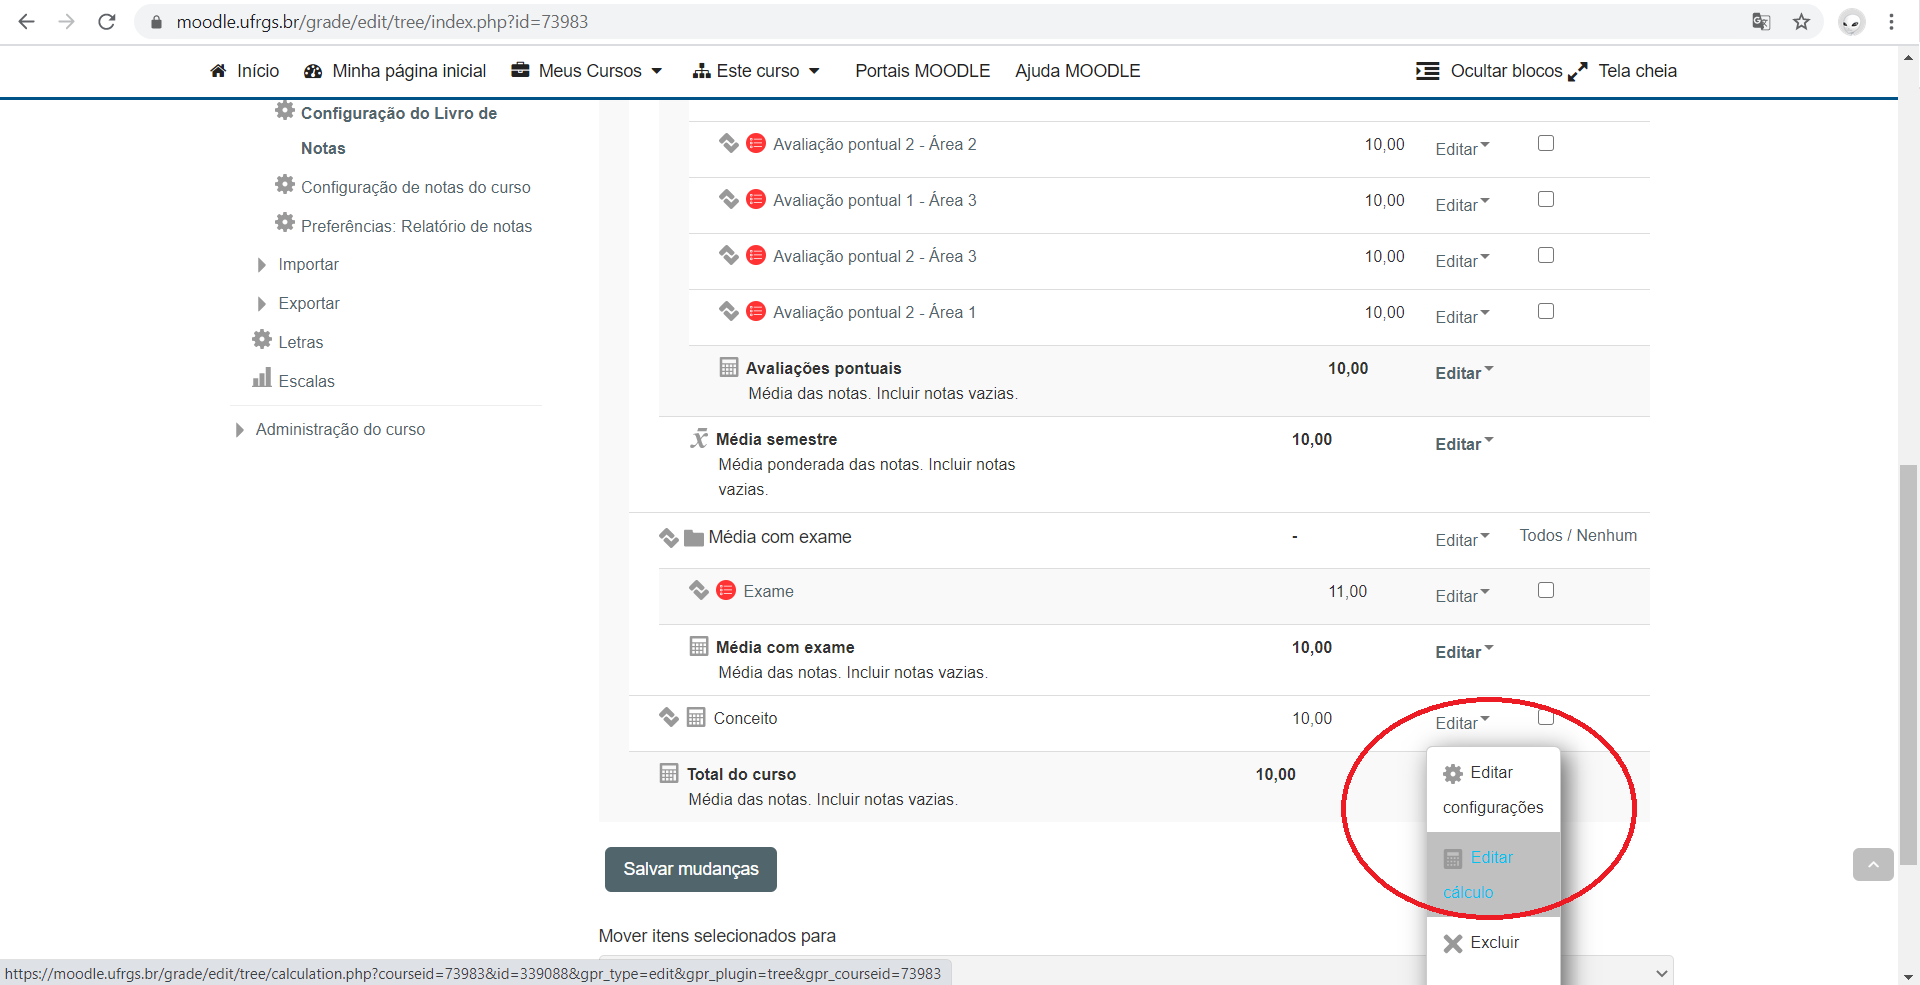 moodle.ufrgs.br/grade/edit/tree/index.php?id=73983
Início Minha página inicial Meus Cursos Este curso Portais MOODLE Ajuda MOODLE Ocultar blocos Tela cheia
Configuração do Livro de
Notas
Configuração de notas do curso
Preferências: Relatório de notas
Importar
Exportar
Letras
Escalas
Administração do curso
Avaliação pontual 2 - Área 2 10,00 Editar
Avaliação pontual 1 - Área 3 10,00 Editar
Avaliação pontual 2 - Área 3 10,00 Editar
Avaliação pontual 2 - Área 1 10,00 Editar
Avaliações pontuais 10,00 Editar
Média das notas. Incluir notas vazias.
Média semestre 10,00 Editar
Média ponderada das notas. Incluir notas
vazias.
Média com exame - Editar Todos / Nenhum
Exame 11,00 Editar
Média com exame 10,00 Editar
Média das notas. Incluir notas vazias.
Conceito 10,00 Editar
Total do curso 10,00
Média das notas. Incluir notas vazias.
Editar
configurações
Editar
cálculo
Excluir
Salvar mudanças
Mover itens selecionados para
https://moodle.ufrgs.br/grade/edit/tree/calculation.php?courseid=73983&id=339088&gpr_type=edit&gpr_plugin=tree&gpr_courseid=73983